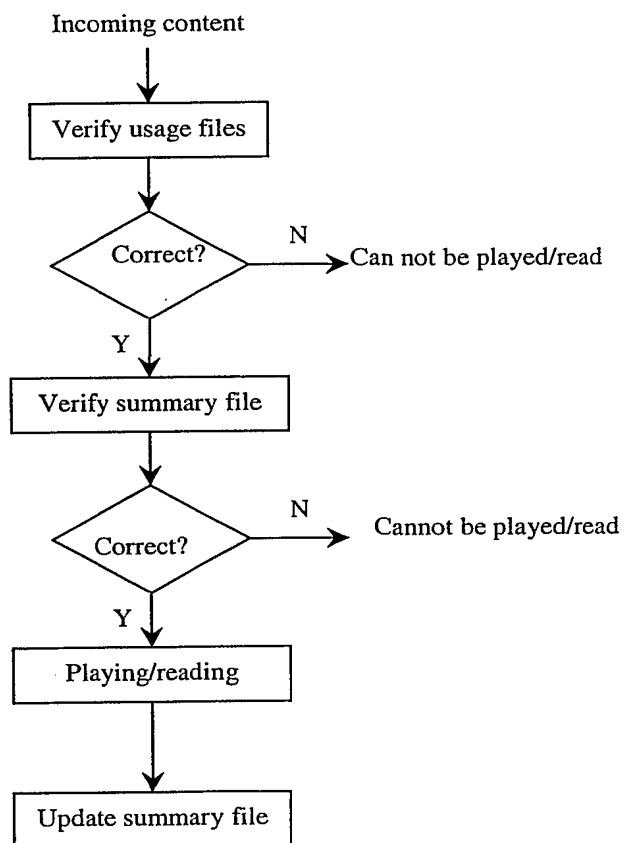 Incoming content
Verify usage files
Correct?
N
Can not be played/read
Y
Verify summary file
Correct?
N
Cannot be played/read
Y
Playing/reading
Update summary file